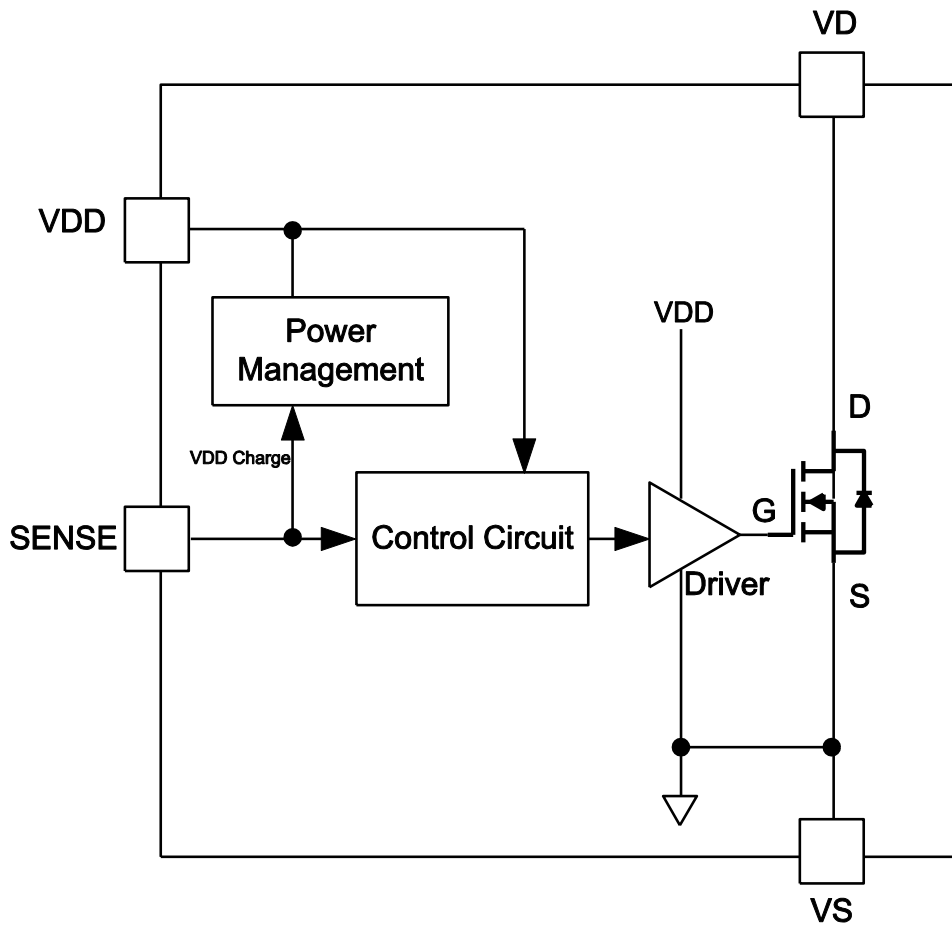 VD
VDD
Power
Management
VDD
D
VDD Charge
G
SENSE
Control Circuit
Driver
S
VS